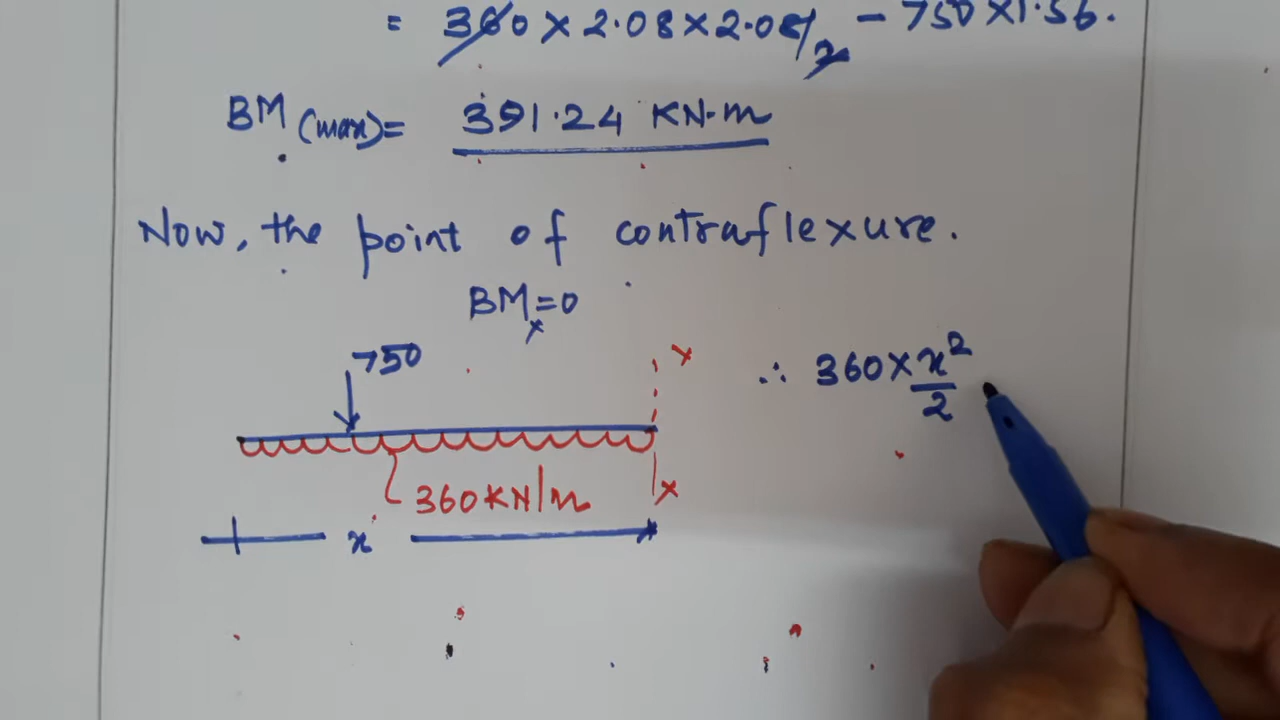 = 360 × 2.08 × 2.08/2 - 750 × 1.56.
BM (max) = 391.24 KN.m
Now, the point of contraflexure.
BMx = 0
750
x
∴ 360 × x²/2
360 KN/m
x
x